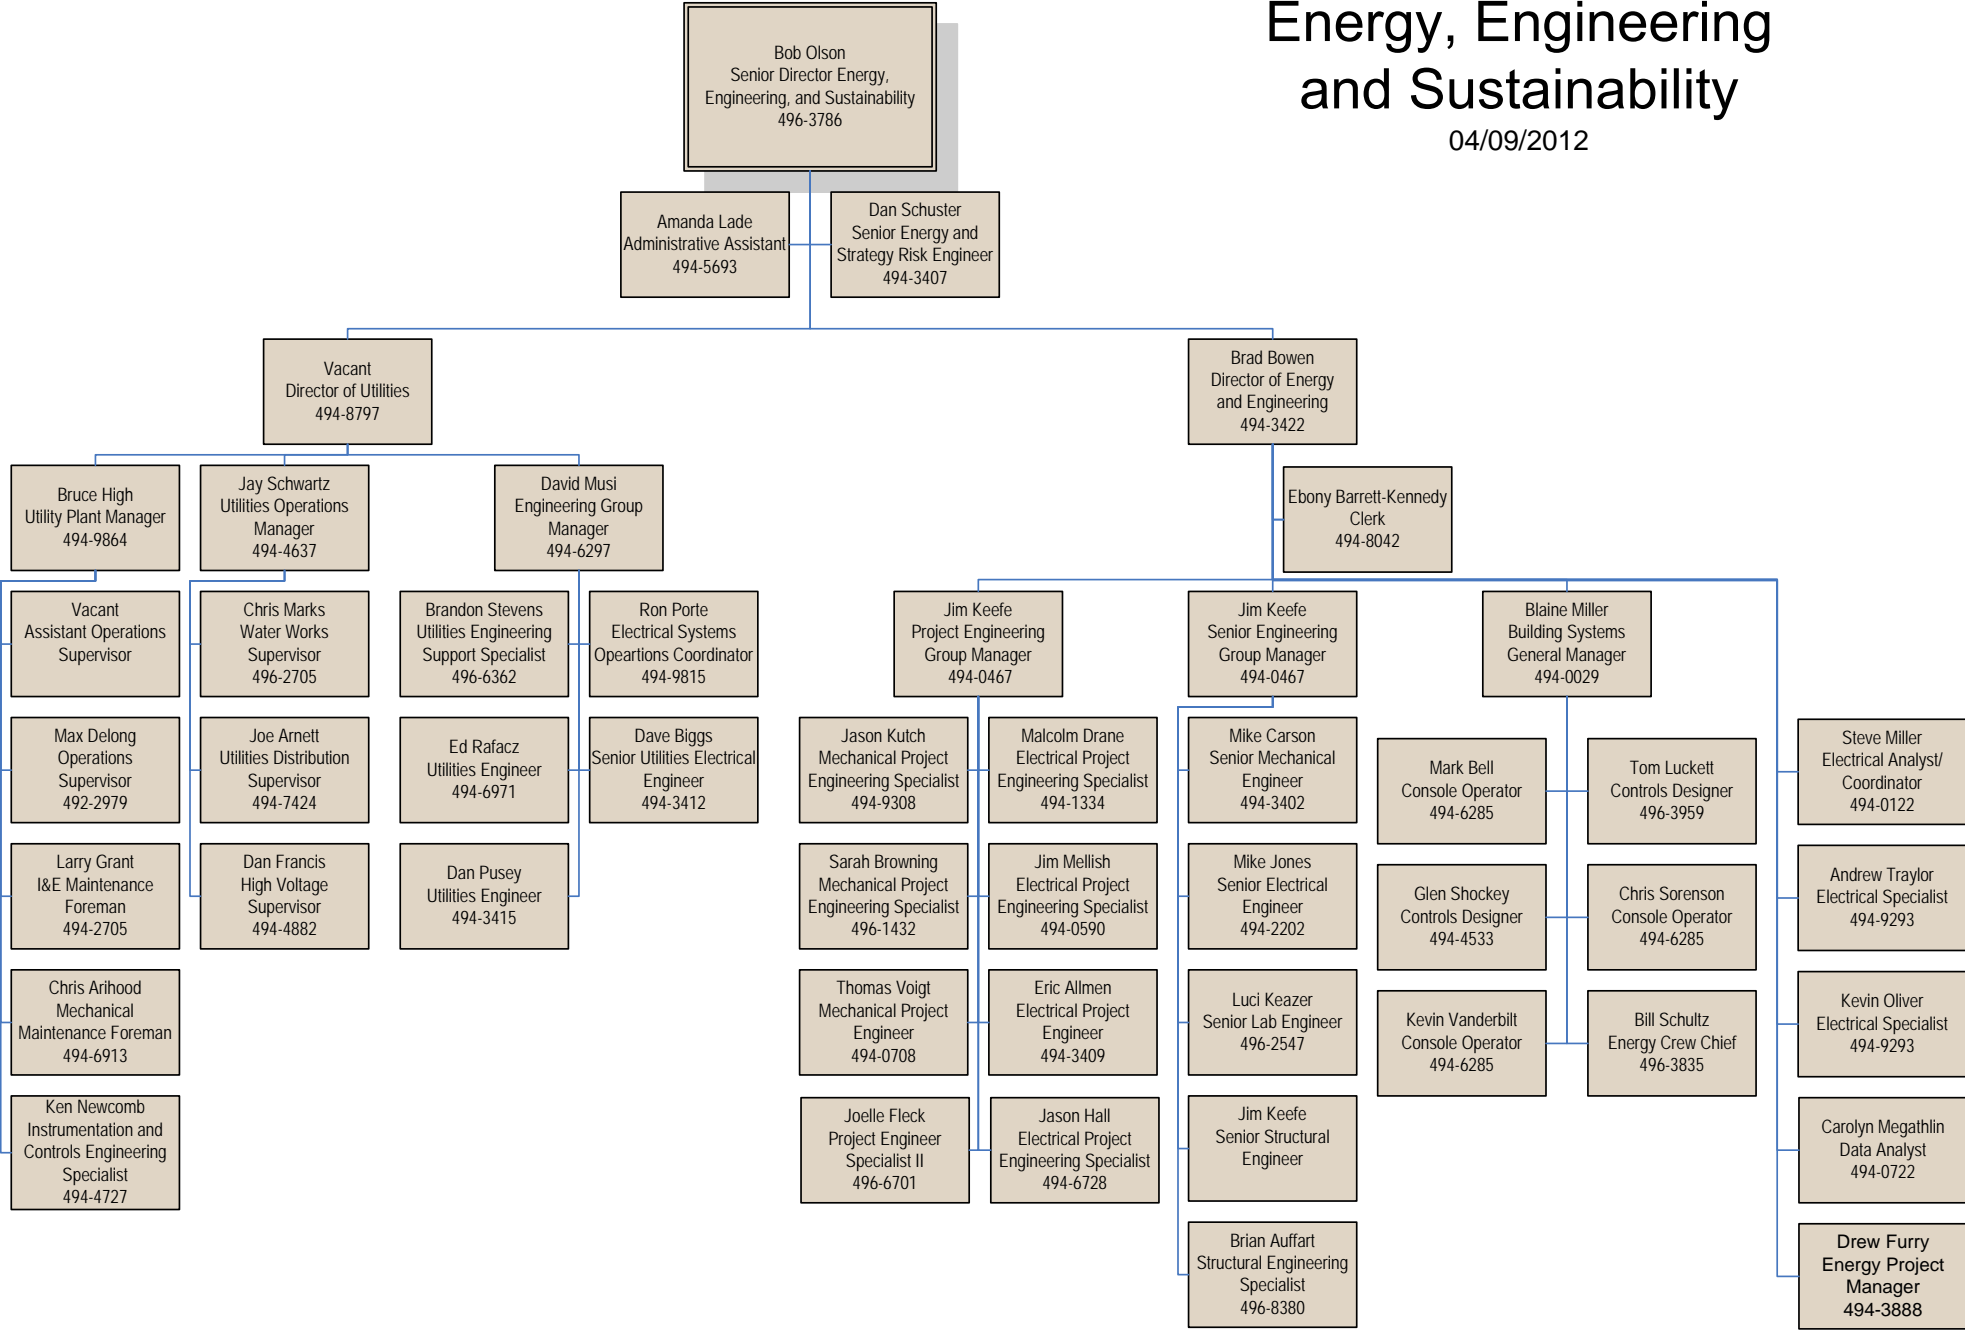 Energy, Engineering
and Sustainability
04/09/2012
Bob Olson
Senior Director Energy,
Engineering, and Sustainability
496-3786
Amanda Lade
Administrative Assistant
494-5693
Dan Schuster
Senior Energy and
Strategy Risk Engineer
494-3407
Vacant
Director of Utilities
494-8797
Brad Bowen
Director of Energy
and Engineering
494-3422
Bruce High
Utility Plant Manager
494-9864
Jay Schwartz
Utilities Operations
Manager
494-4637
David Musi
Engineering Group
Manager
494-6297
Ebony Barrett-Kennedy
Clerk
494-8042
Vacant
Assistant Operations
Supervisor
Chris Marks
Water Works
Supervisor
496-2705
Brandon Stevens
Utilities Engineering
Support Specialist
496-6362
Ron Porte
Electrical Systems
Opeartions Coordinator
494-9815
Jim Keefe
Project Engineering
Group Manager
494-0467
Jim Keefe
Senior Engineering
Group Manager
494-0467
Blaine Miller
Building Systems
General Manager
494-0029
Max Delong
Operations
Supervisor
492-2979
Joe Arnett
Utilities Distribution
Supervisor
494-7424
Ed Rafacz
Utilities Engineer
494-6971
Dave Biggs
Senior Utilities Electrical
Engineer
494-3412
Jason Kutch
Mechanical Project
Engineering Specialist
494-9308
Malcolm Drane
Electrical Project
Engineering Specialist
494-1334
Mike Carson
Senior Mechanical
Engineer
494-3402
Mark Bell
Console Operator
494-6285
Tom Luckett
Controls Designer
496-3959
Steve Miller
Electrical Analyst/
Coordinator
494-0122
Larry Grant
I&E Maintenance
Foreman
494-2705
Dan Francis
High Voltage
Supervisor
494-4882
Dan Pusey
Utilities Engineer
494-3415
Sarah Browning
Mechanical Project
Engineering Specialist
496-1432
Jim Mellish
Electrical Project
Engineering Specialist
494-0590
Mike Jones
Senior Electrical
Engineer
494-2202
Glen Shockey
Controls Designer
494-4533
Chris Sorenson
Console Operator
494-6285
Andrew Traylor
Electrical Specialist
494-9293
Chris Arihood
Mechanical
Maintenance Foreman
494-6913
Thomas Voigt
Mechanical Project
Engineer
494-0708
Eric Allmen
Electrical Project
Engineer
494-3409
Luci Keazer
Senior Lab Engineer
496-2547
Kevin Vanderbilt
Console Operator
494-6285
Bill Schultz
Energy Crew Chief
496-3835
Kevin Oliver
Electrical Specialist
494-9293
Ken Newcomb
Instrumentation and
Controls Engineering
Specialist
494-4727
Joelle Fleck
Project Engineer
Specialist II
496-6701
Jason Hall
Electrical Project
Engineering Specialist
494-6728
Jim Keefe
Senior Structural
Engineer
Carolyn Megathlin
Data Analyst
494-0722
Brian Auffart
Structural Engineering
Specialist
496-8380
Drew Furry
Energy Project
Manager
494-3888